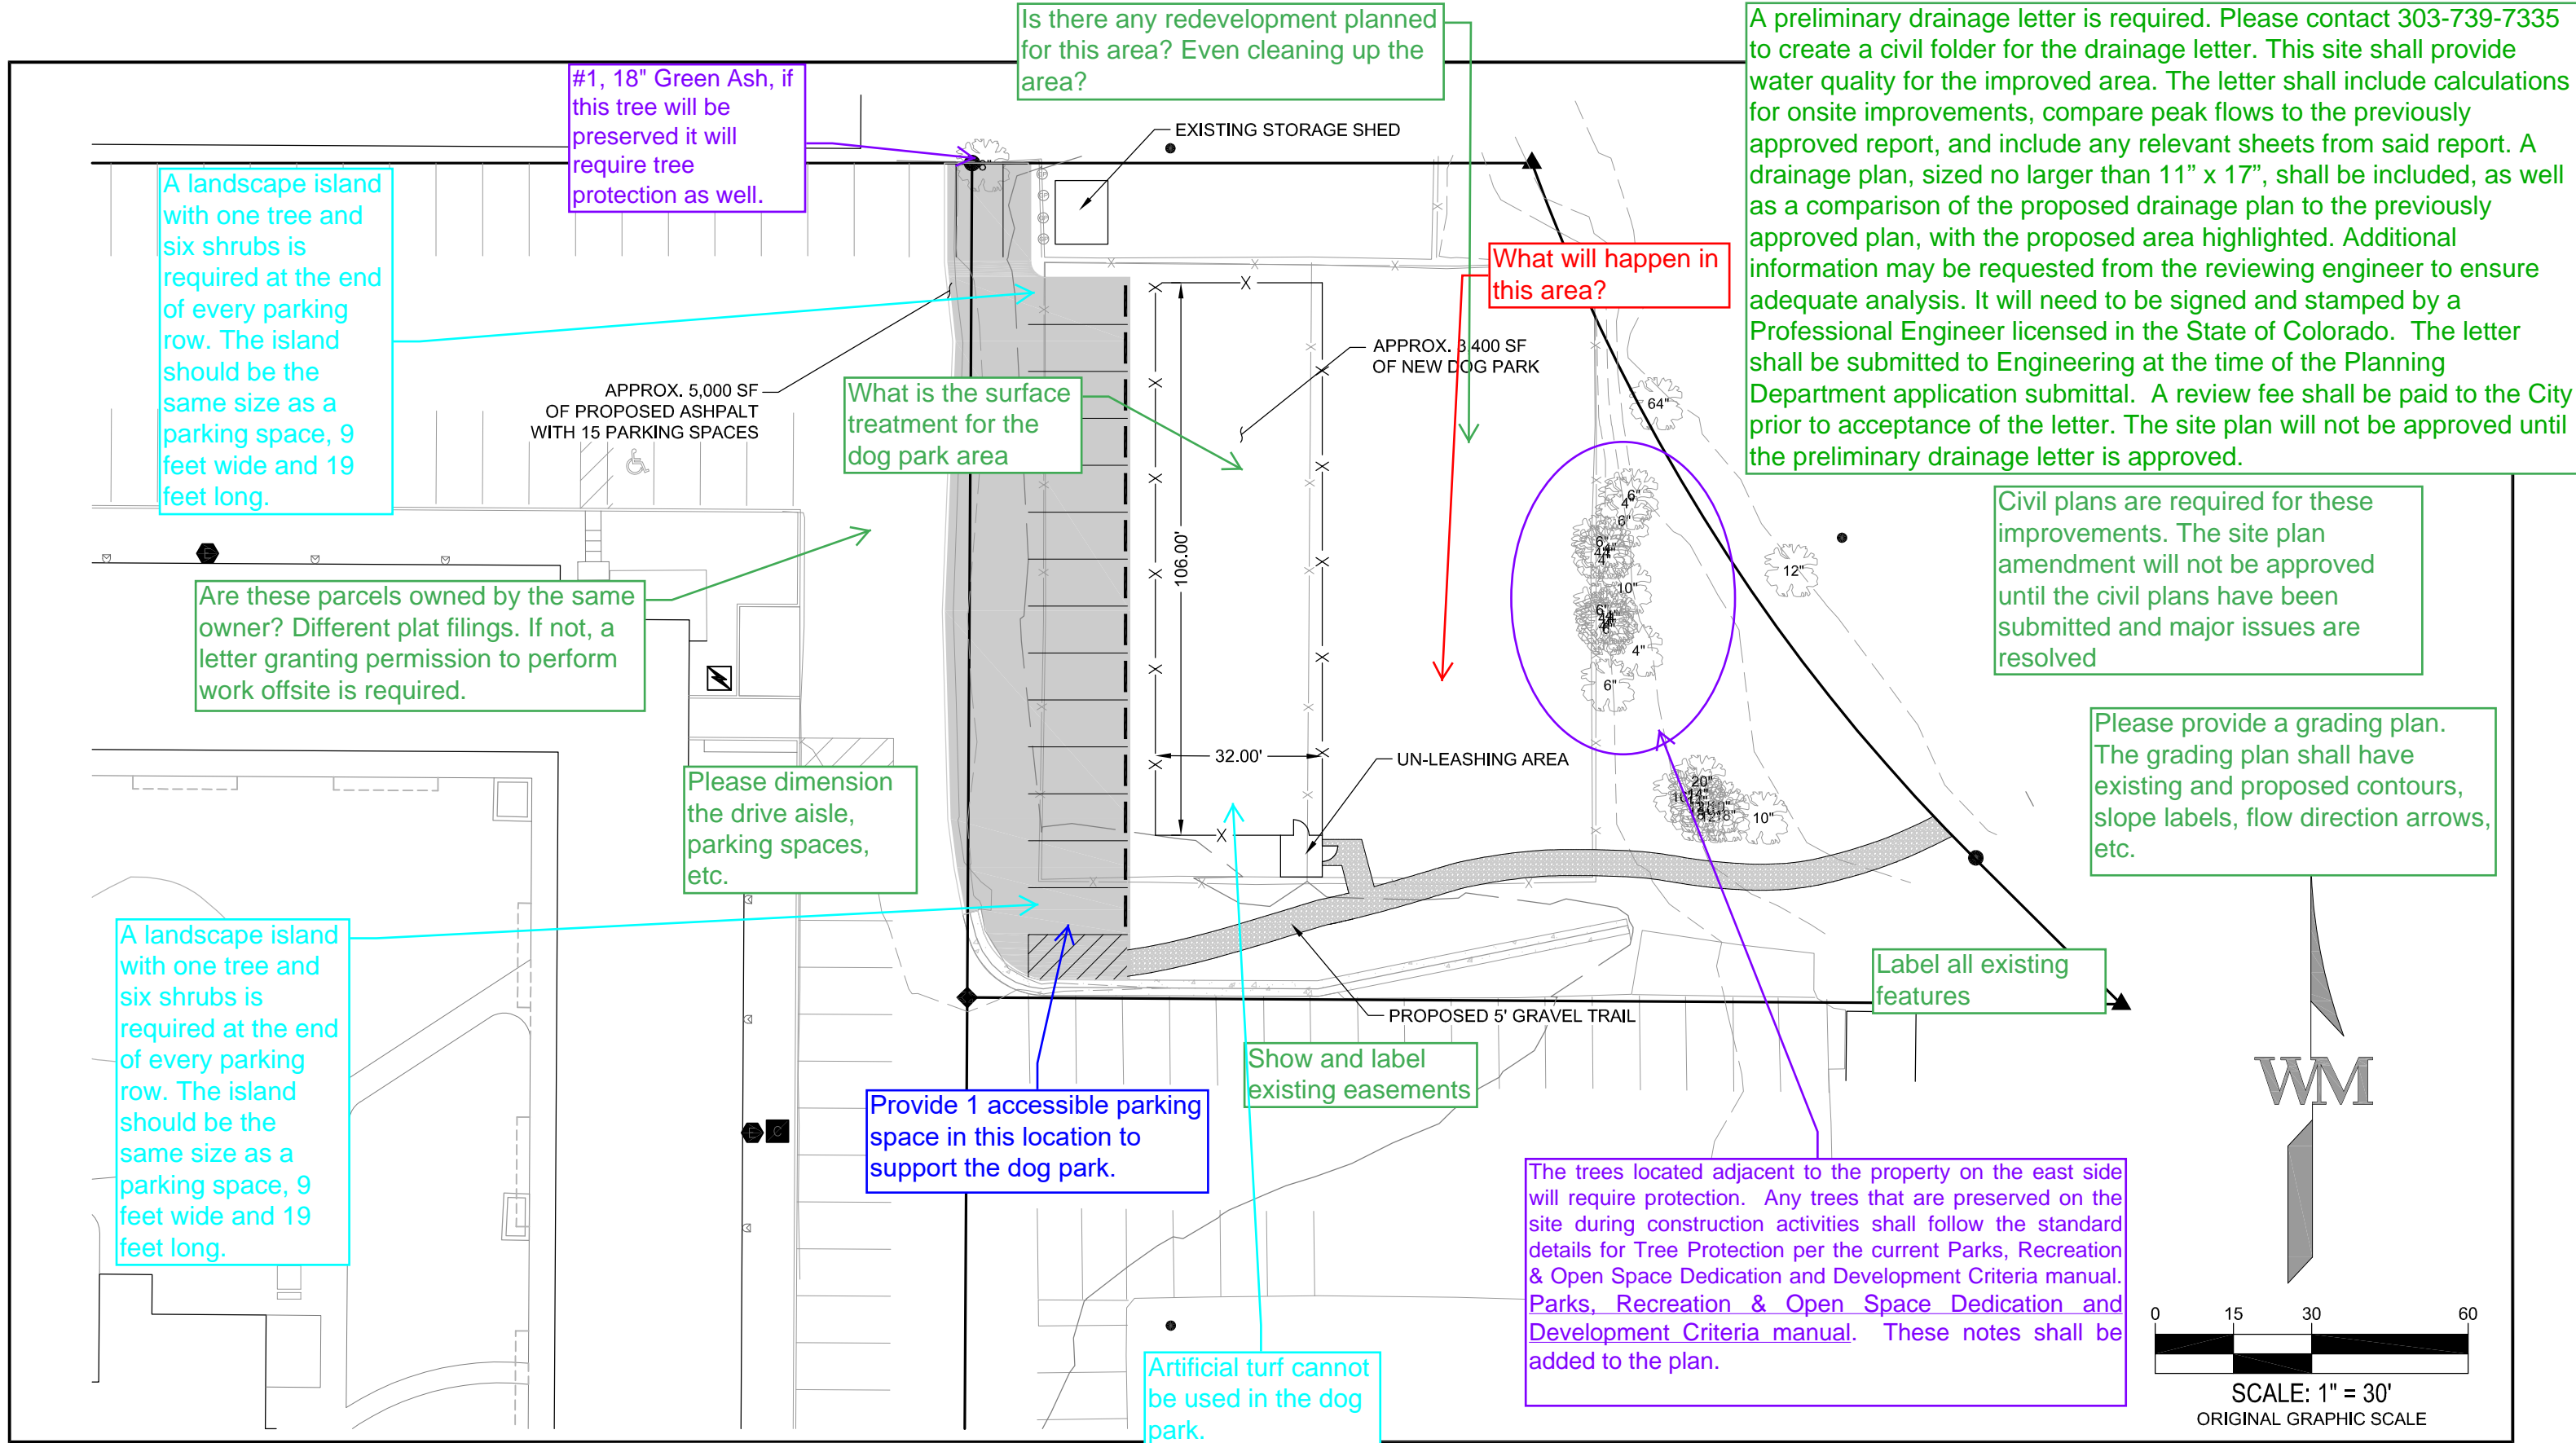 Is there any redevelopment planned
for this area? Even cleaning up the
area?
A preliminary drainage letter is required. Please contact 303-739-7335
to create a civil folder for the drainage letter. This site shall provide
water quality for the improved area. The letter shall include calculations
for onsite improvements, compare peak flows to the previously
approved report, and include any relevant sheets from said report. A
drainage plan, sized no larger than 11” x 17”, shall be included, as well
as a comparison of the proposed drainage plan to the previously
approved plan, with the proposed area highlighted. Additional
information may be requested from the reviewing engineer to ensure
adequate analysis. It will need to be signed and stamped by a
Professional Engineer licensed in the State of Colorado. The letter
shall be submitted to Engineering at the time of the Planning
Department application submittal. A review fee shall be paid to the City
prior to acceptance of the letter. The site plan will not be approved until
the preliminary drainage letter is approved.
#1, 18" Green Ash, if
this tree will be
preserved it will
require tree
protection as well.
EXISTING STORAGE SHED
A landscape island
with one tree and
six shrubs is
required at the end
of every parking
row. The island
should be the
same size as a
parking space, 9
feet wide and 19
feet long.
What will happen in
this area?
APPROX. 3,400 SF
OF NEW DOG PARK
APPROX. 5,000 SF
OF PROPOSED ASHPALT
WITH 15 PARKING SPACES
What is the surface
treatment for the
dog park area
64"
6"
4"
6"
6"
4"
10"
12"
4"
6"
106.00'
Civil plans are required for these
improvements. The site plan
amendment will not be approved
until the civil plans have been
submitted and major issues are
resolved
E
Are these parcels owned by the same
owner? Different plat filings. If not, a
letter granting permission to perform
work offsite is required.
Please provide a grading plan.
The grading plan shall have
existing and proposed contours,
slope labels, flow direction arrows,
etc.
32.00'
UN-LEASHING AREA
Please dimension
the drive aisle,
parking spaces,
etc.
20"
14"
18"
10"
A landscape island
with one tree and
six shrubs is
required at the end
of every parking
row. The island
should be the
same size as a
parking space, 9
feet wide and 19
feet long.
Label all existing
features
PROPOSED 5' GRAVEL TRAIL
Show and label
existing easements
Provide 1 accessible parking
space in this location to
support the dog park.
E
C
WM
The trees located adjacent to the property on the east side
will require protection. Any trees that are preserved on the
site during construction activities shall follow the standard
details for Tree Protection per the current Parks, Recreation
& Open Space Dedication and Development Criteria manual.
Parks, Recreation & Open Space Dedication and
Development Criteria manual. These notes shall be
added to the plan.
Artificial turf cannot
be used in the dog
park.
0 15 30 60
SCALE: 1" = 30'
ORIGINAL GRAPHIC SCALE